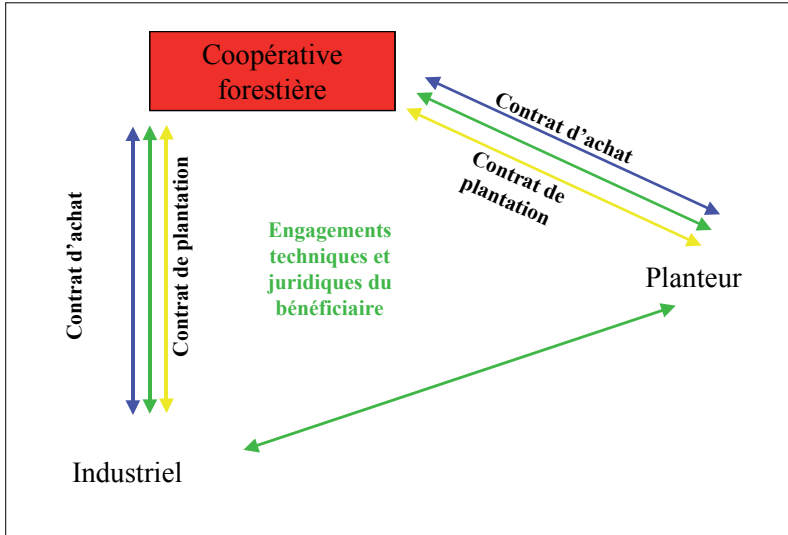 Coopérative
forestière
Contrat d'achat
Contrat de
plantation
Contrat d'achat
Contrat de plantation
Engagements
techniques et
juridiques du
bénéficiaire
Planteur
Industriel